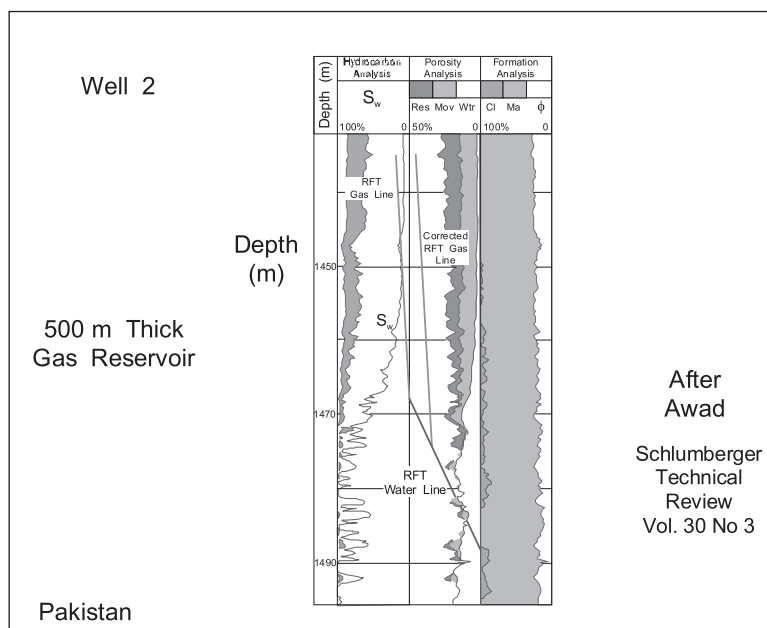 Well 2
Depth (m)
Hydrocarbon
Analysis
Porosity
Analysis
Formation
Analysis
Sw
Res Mov Wtr
Cl Ma ϕ
100% 0
50% 0
100% 0
RFT
Gas Line
Corrected
RFT Gas
Line
Depth
(m)
1450
Sw
500 m Thick
Gas Reservoir
1470
RFT
Water Line
1490
After
Awad
Schlumberger
Technical
Review
Vol. 30 No 3
Pakistan